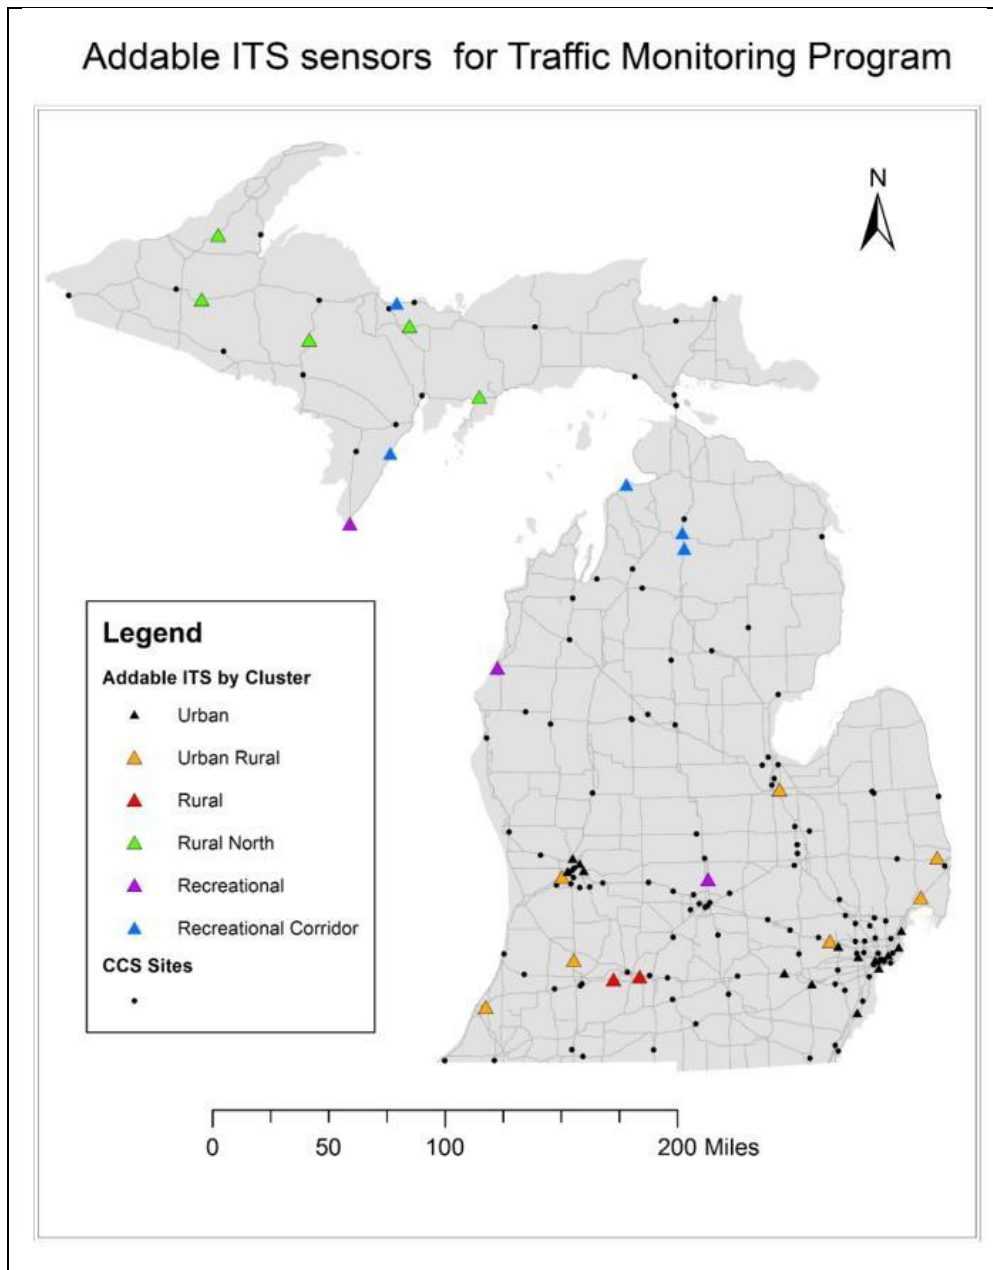 Addable ITS sensors for Traffic Monitoring Program
N
Legend
Addable ITS by Cluster
Urban
Urban Rural
Rural
Rural North
Recreational
Recreational Corridor
CCS Sites
0 50 100 200 Miles